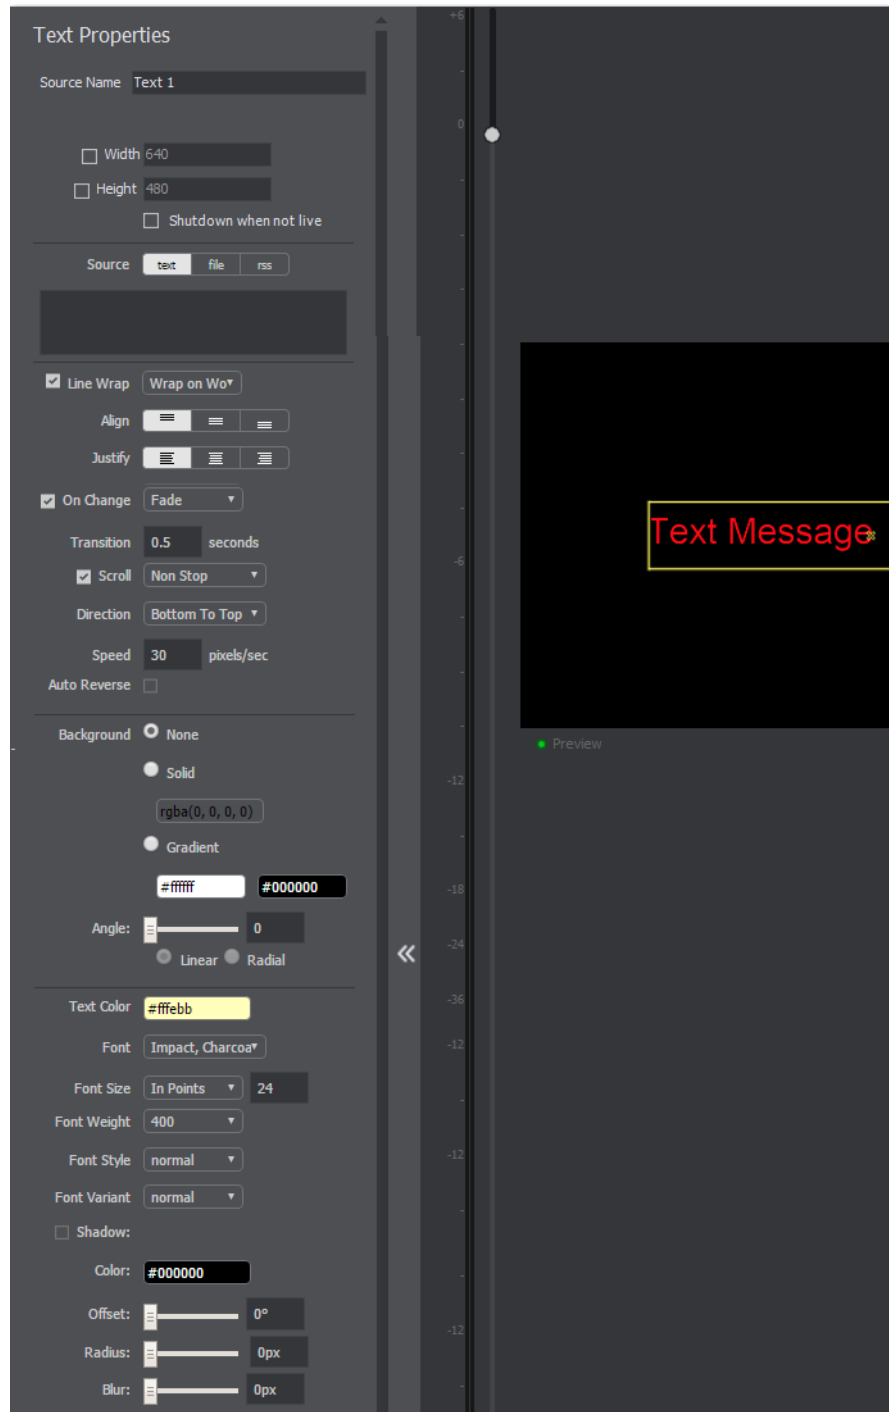 Text Properties
Source Name Text 1
Width 640
Height 480
Shutdown when not live
Source text file rss
Line Wrap Wrap on Wo
Align
Justify
On Change Fade
Transition 0.5 seconds
Scroll Non Stop
Direction Bottom To Top
Speed 30 pixels/sec
Auto Reverse
Background None
Solid
rgba(0, 0, 0, 0)
Gradient
#ffffff #000000
Angle: 0
Linear Radial
Text Color #fffebb
Font Impact, Charcoa
Font Size In Points 24
Font Weight 400
Font Style normal
Font Variant normal
Shadow:
Color: #000000
Offset: 0°
Radius: 0px
Blur: 0px
+6
0
-6
-12
-18
-24
-36
-12
-12
-12
Text Message
Preview